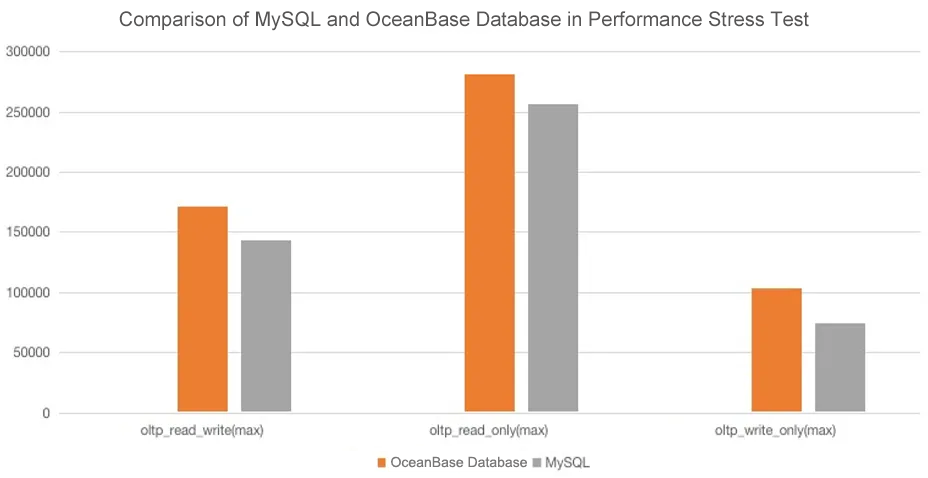 Comparison of MySQL and OceanBase Database in Performance Stress Test
300000
250000
200000
150000
100000
50000
0
oltp_read_write(max)
oltp_read_only(max)
oltp_write_only(max)
OceanBase Database
MySQL